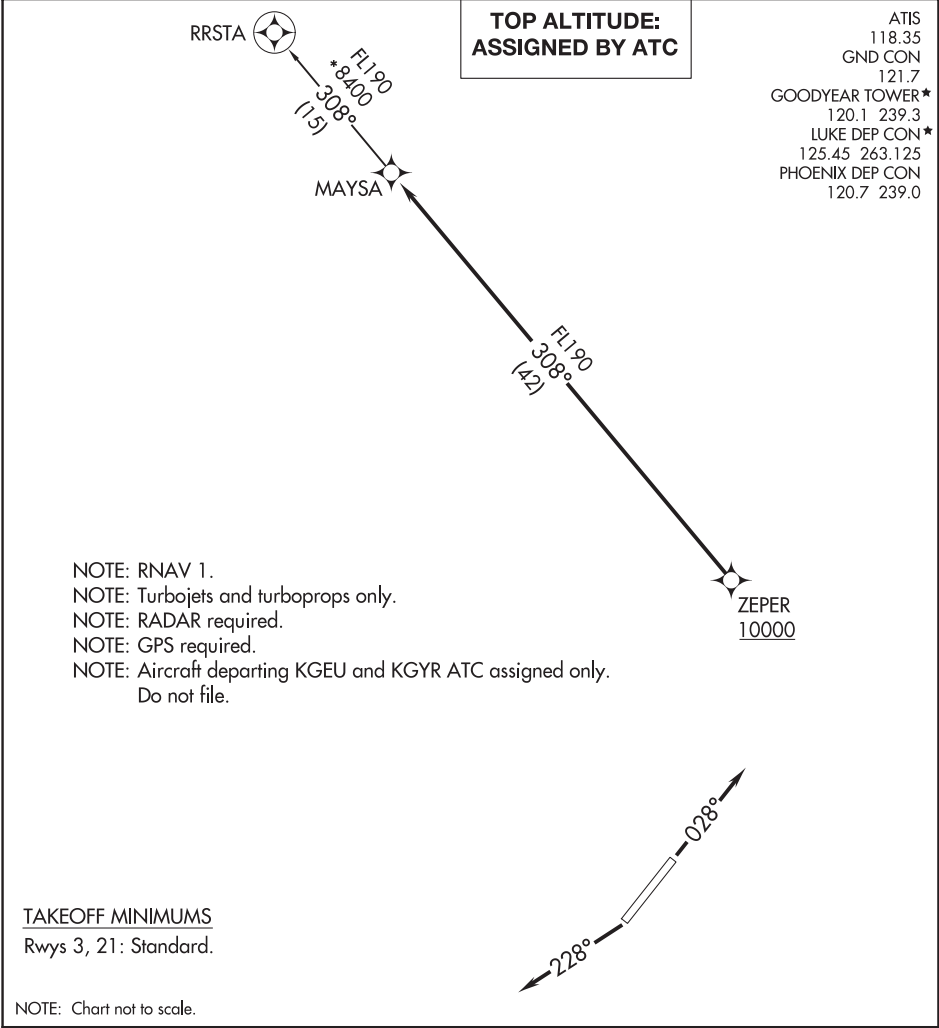 TOP ALTITUDE:
ASSIGNED BY ATC
ATIS
118.35
GND CON
121.7
GOODYEAR TOWER★
120.1 239.3
LUKE DEP CON★
125.45 263.125
PHOENIX DEP CON
120.7 239.0
RRSTA
FL190
*8400
308°
(15)
MAYSA
FL190
308°
(42)
ZEPER
10000
NOTE: RNAV 1.
NOTE: Turbojets and turboprops only.
NOTE: RADAR required.
NOTE: GPS required.
NOTE: Aircraft departing KGEU and KGYR ATC assigned only.
Do not file.
028°
228°
TAKEOFF MINIMUMS
Rwys 3, 21: Standard.
NOTE: Chart not to scale.